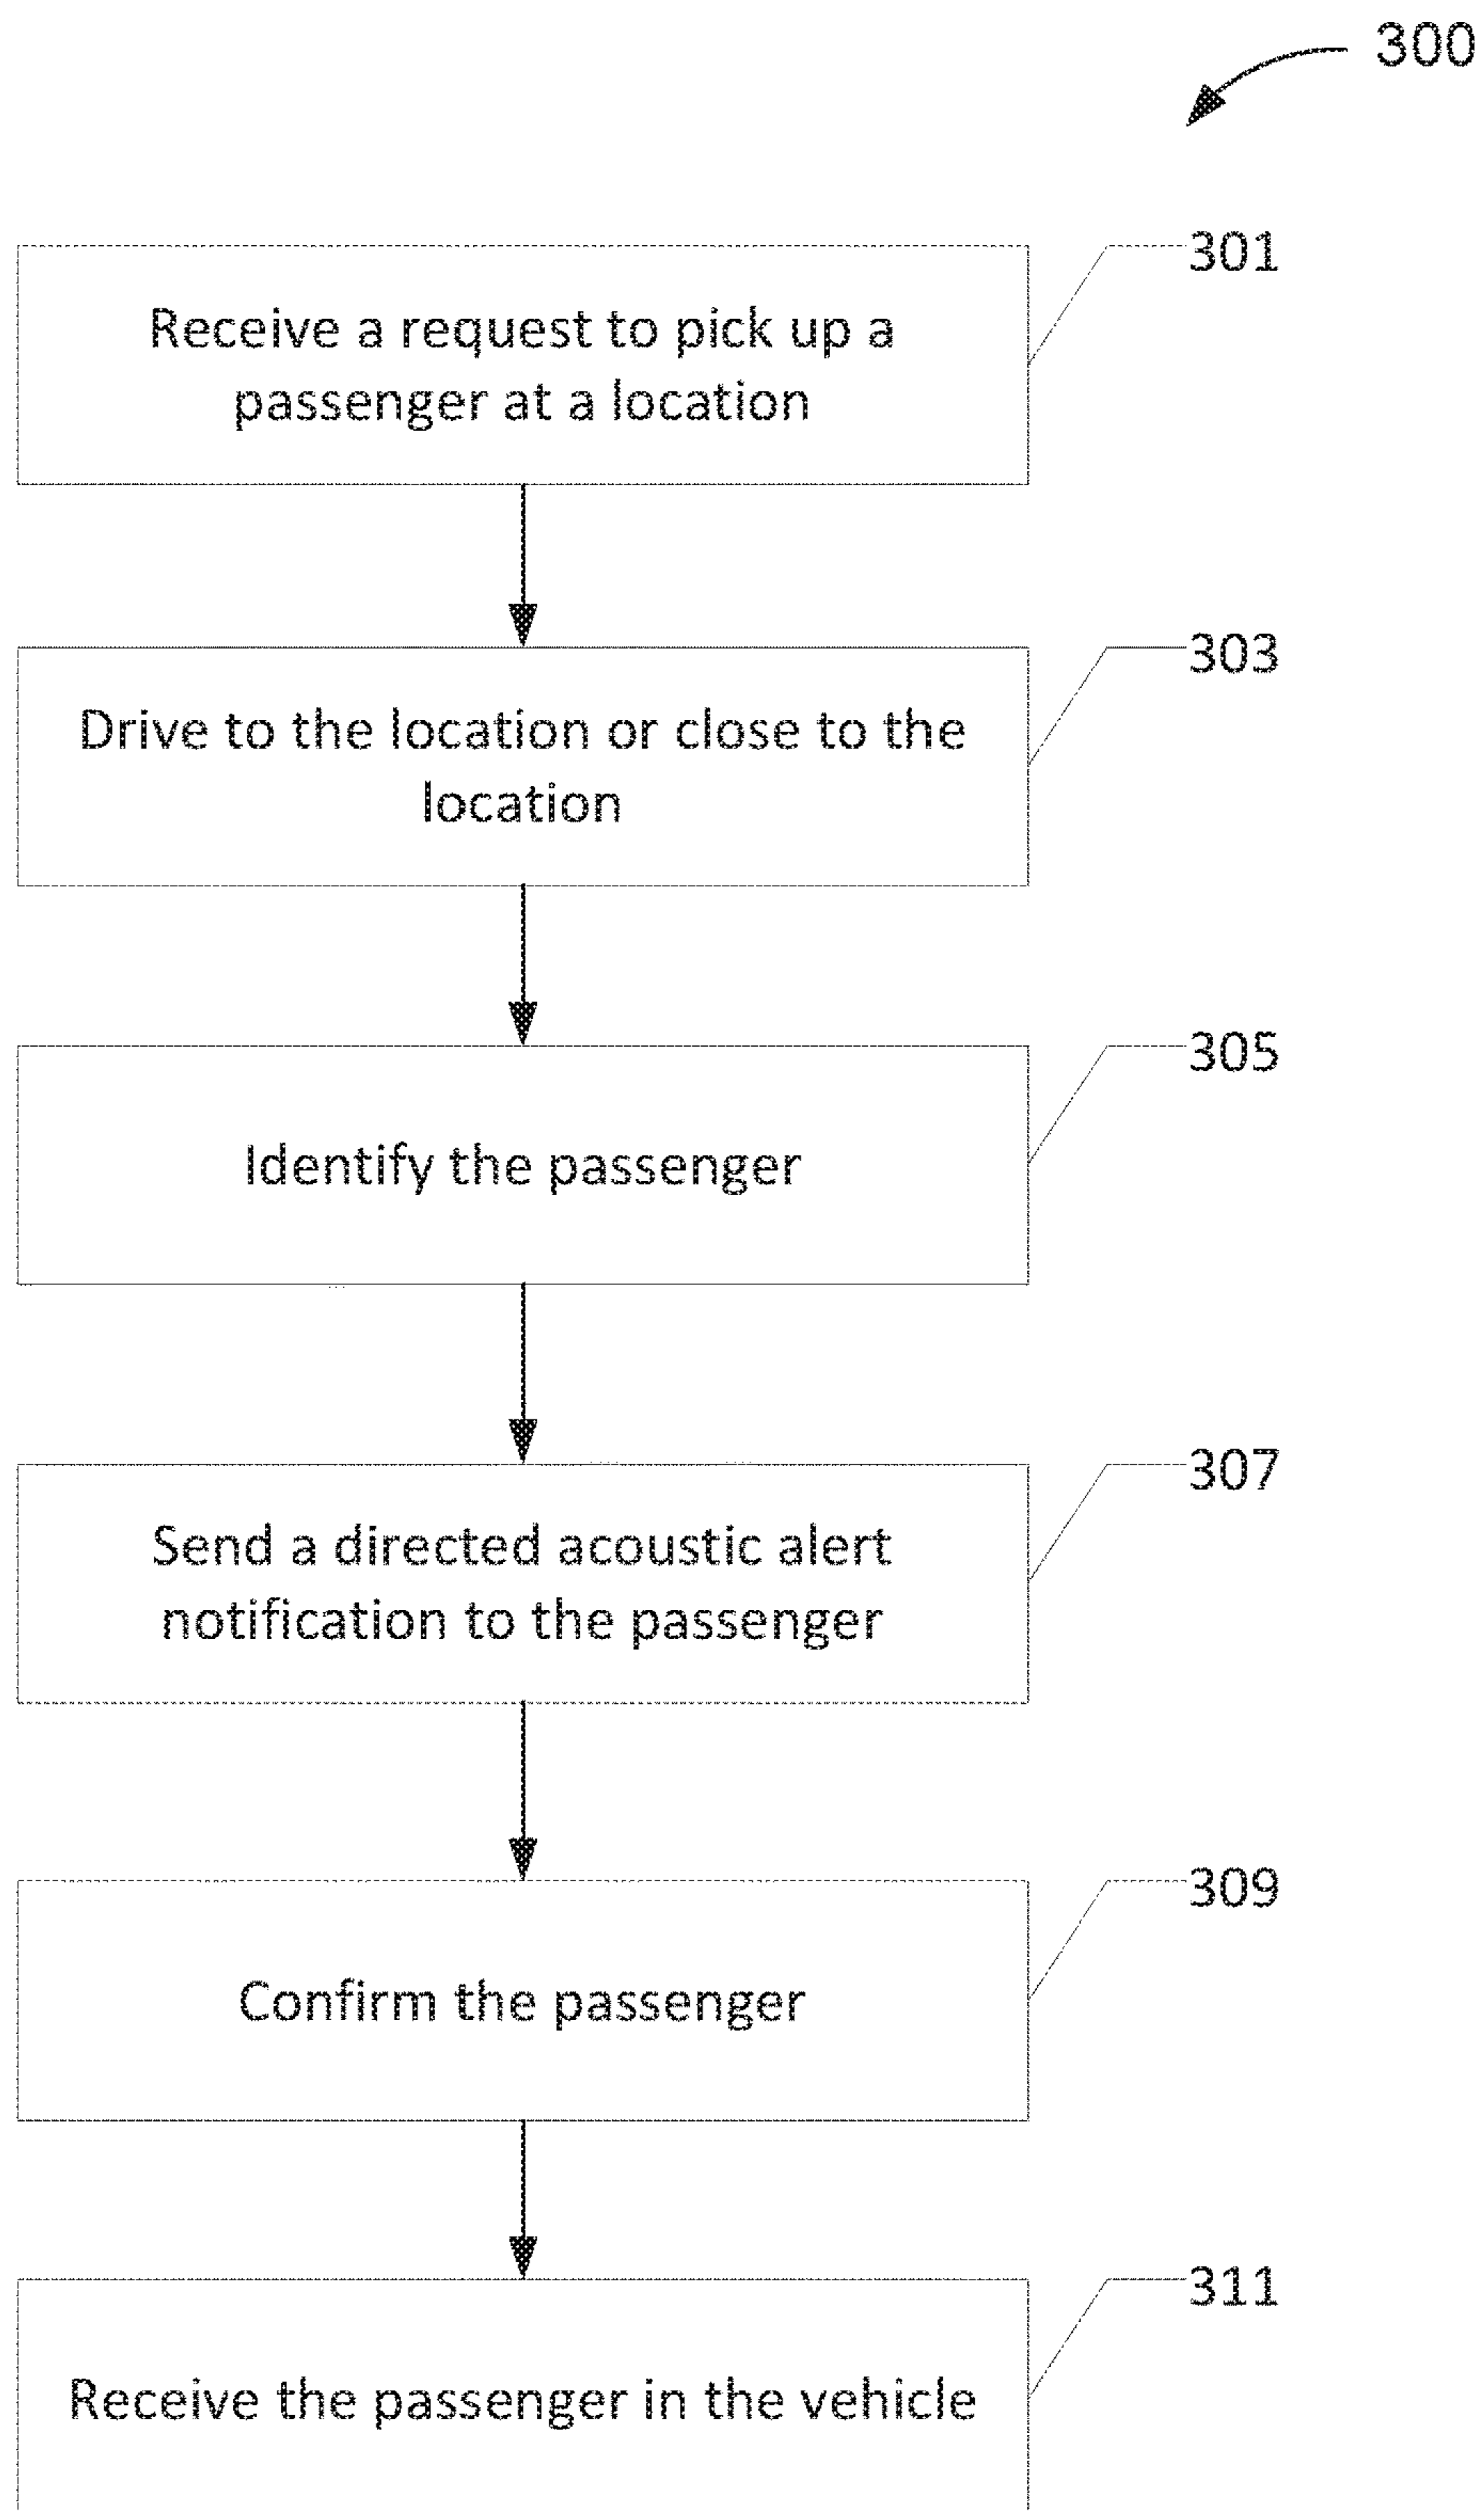 300
301
Receive a request to pick up a
passenger at a location
303
Drive to the location or close to the
location
305
Identify the passenger
307
Send a directed acoustic alert
notification to the passenger
309
Confirm the passenger
311
Receive the passenger in the vehicle